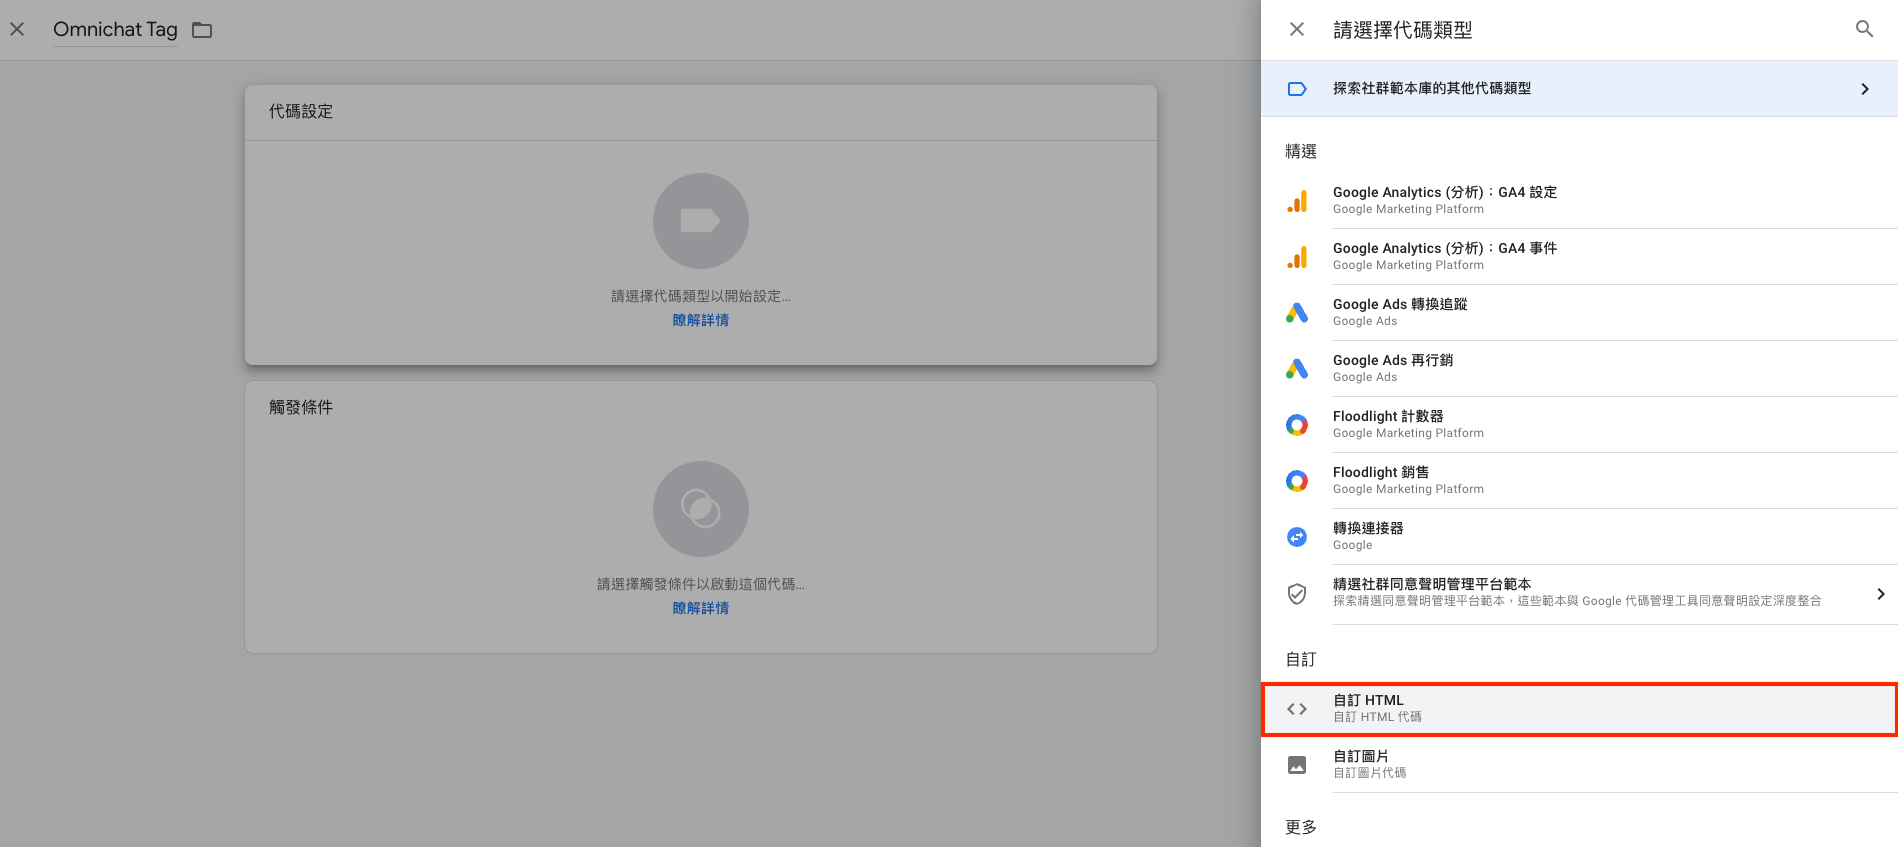 Omnichat Tag
代碼設定
請選擇代碼類型以開始設定...
瞭解詳情
觸發條件
請選擇觸發條件以啟動這個代碼...
瞭解詳情
請選擇代碼類型
探索社群範本庫的其他代碼類型
精選
Google Analytics (分析)：GA4 設定
Google Marketing Platform
Google Analytics (分析)：GA4 事件
Google Marketing Platform
Google Ads 轉換追蹤
Google Ads
Google Ads 再行銷
Google Ads
Floodlight 計數器
Google Marketing Platform
Floodlight 銷售
Google Marketing Platform
轉換連接器
Google
精選社群同意聲明管理平台範本
探索精選同意聲明管理平台範本，這些範本與 Google 代碼管理工具同意聲明設定深度整合
自訂
自訂 HTML
自訂 HTML 代碼
自訂圖片
自訂圖片代碼
更多